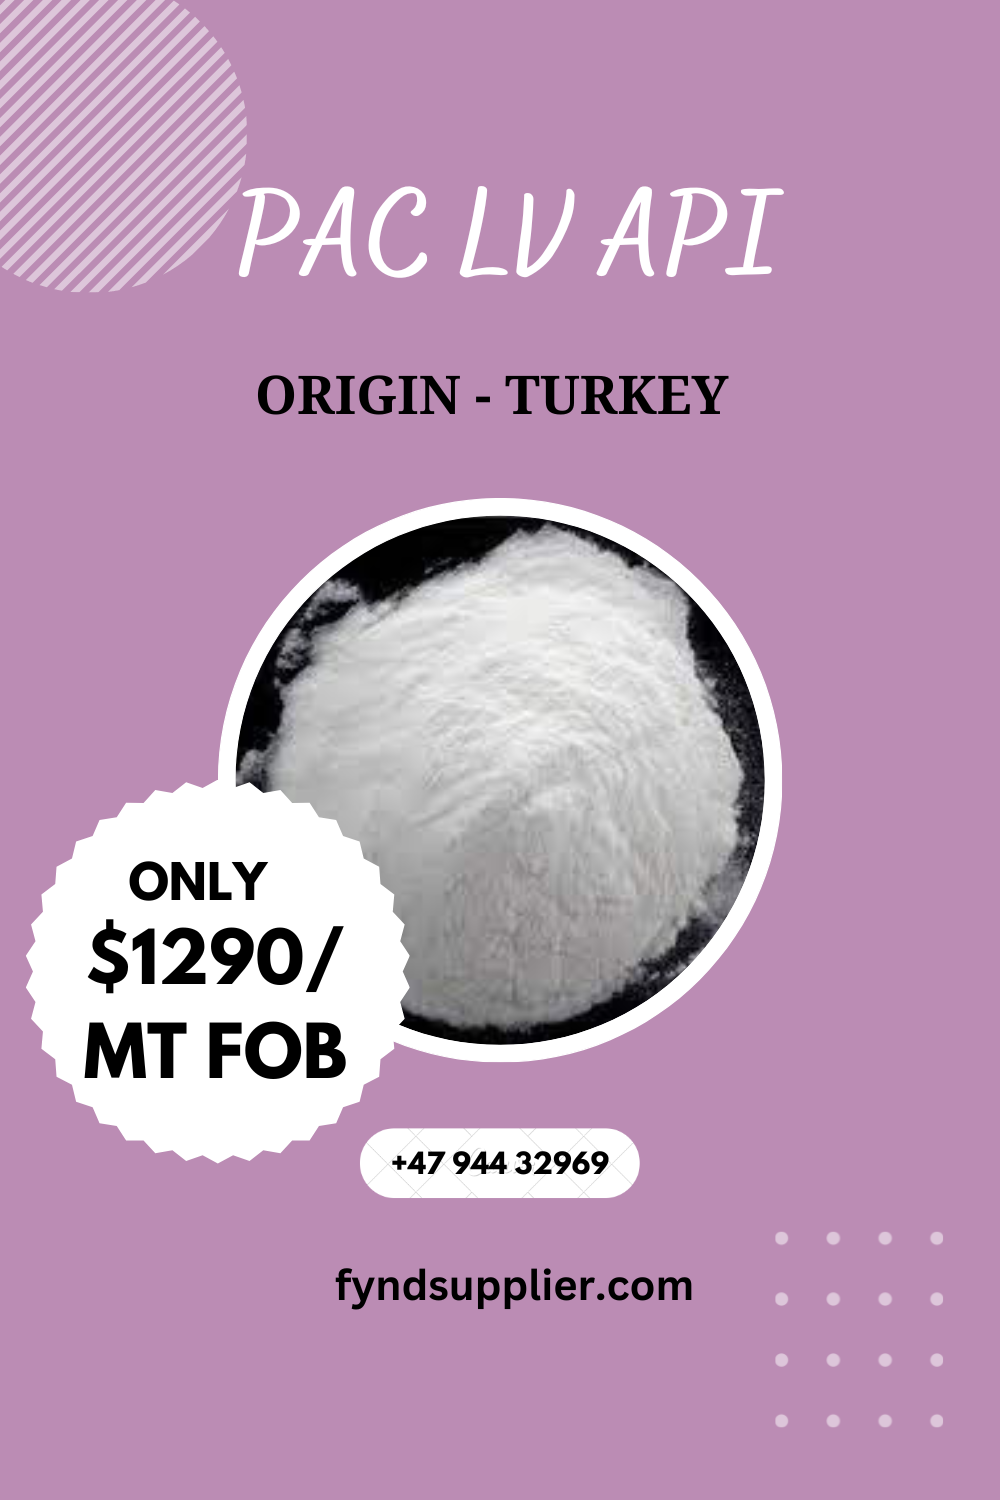 PAC LV API
ORIGIN - TURKEY
ONLY
$1290/
MT FOB
+47 944 32969
fyndsupplier.com